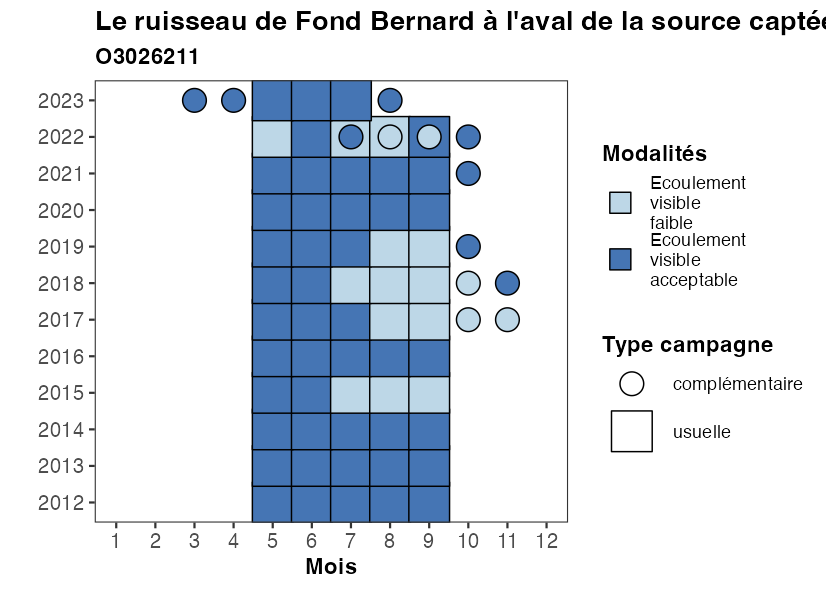 Le ruisseau de Fond Bernard à l'aval de la source captée
O3026211
2023
2022
2021
2020
2019
2018
2017
2016
2015
2014
2013
2012
1 2 3 4 5 6 7 8 9 10 11 12
Mois
Modalités
Ecoulement
visible
faible
Ecoulement
visible
acceptable
Type campagne
complémentaire
usuelle